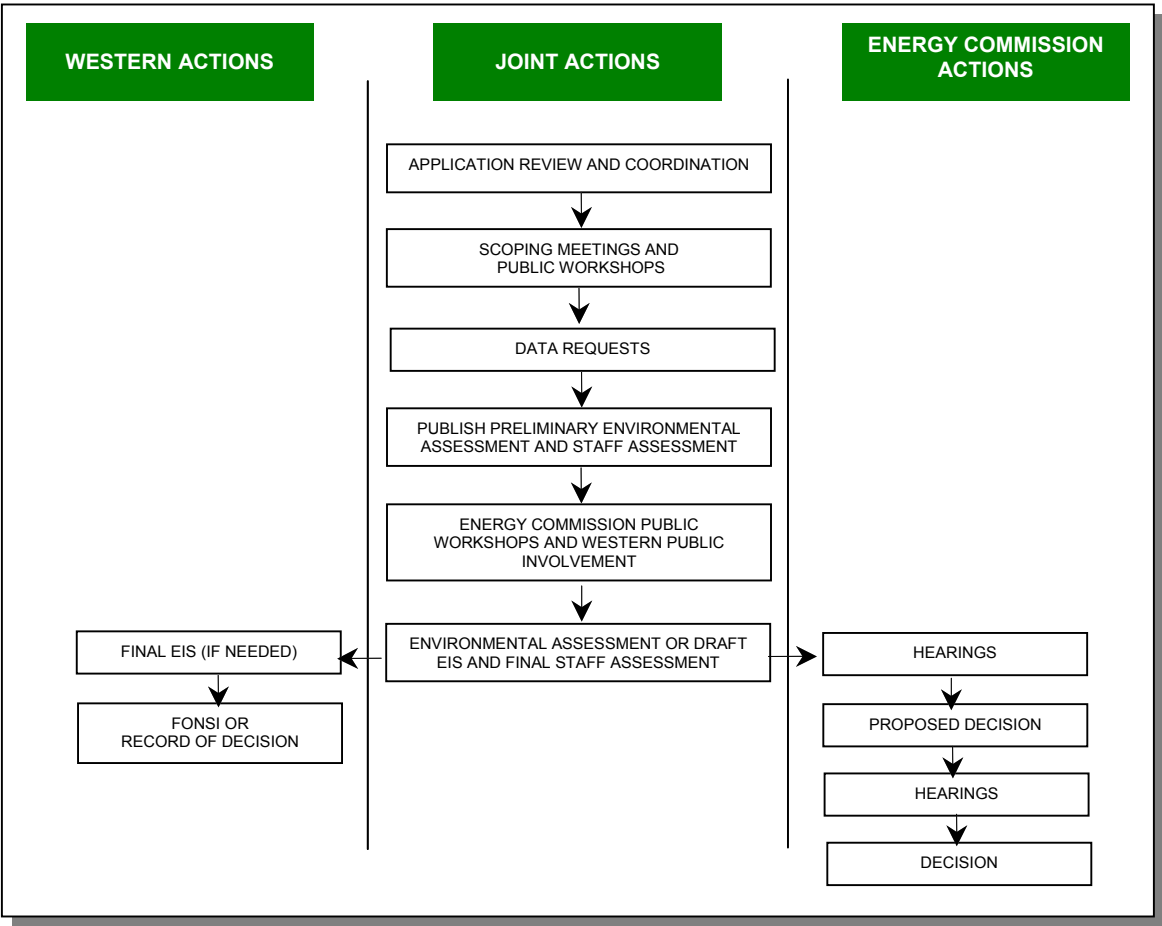 WESTERN ACTIONS
JOINT ACTIONS
ENERGY COMMISSION
ACTIONS
APPLICATION REVIEW AND COORDINATION
SCOPING MEETINGS AND
PUBLIC WORKSHOPS
DATA REQUESTS
PUBLISH PRELIMINARY ENVIRONMENTAL
ASSESSMENT AND STAFF ASSESSMENT
ENERGY COMMISSION PUBLIC
WORKSHOPS AND WESTERN PUBLIC
INVOLVEMENT
ENVIRONMENTAL ASSESSMENT OR DRAFT
EIS AND FINAL STAFF ASSESSMENT
FINAL EIS (IF NEEDED)
FONSI OR
RECORD OF DECISION
HEARINGS
PROPOSED DECISION
HEARINGS
DECISION